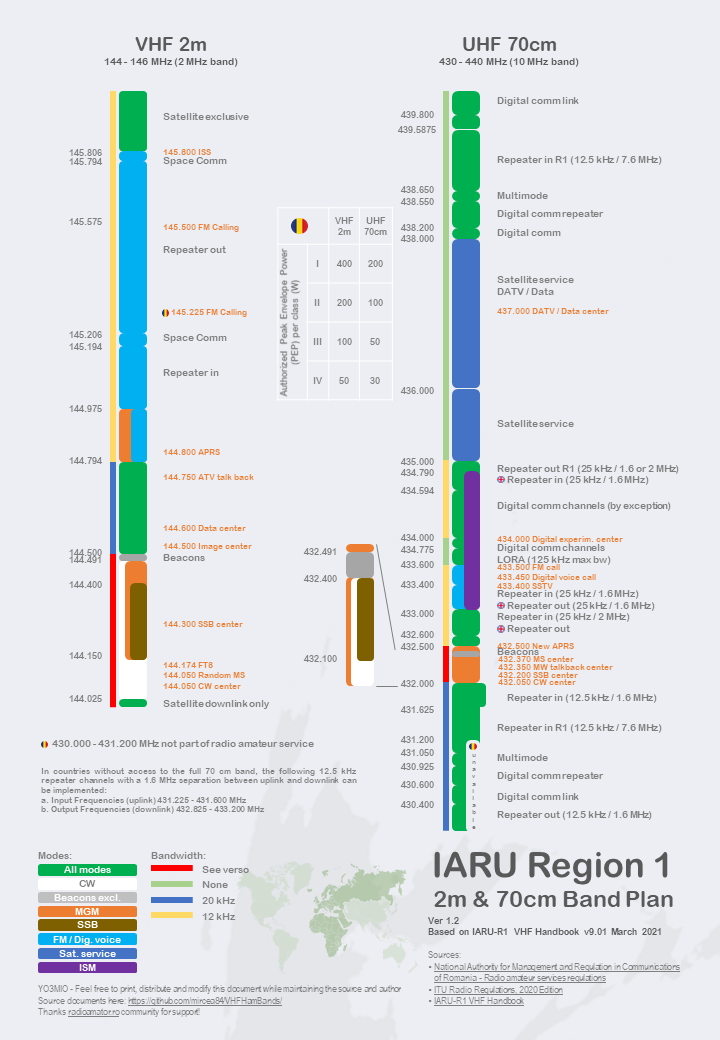 VHF 2m
144 - 146 MHz (2 MHz band)
Satellite exclusive
145.806
145.800 ISS
145.794
Space Comm
145.575
145.500 FM Calling
Repeater out
145.225 FM Calling
145.206
Space Comm
145.194
Repeater in
144.975
144.800 APRS
144.794
144.750 ATV talk back
144.600 Data center
144.500 Image center
144.500
144.491
Beacons
144.400
144.300 SSB center
144.150
144.174 FT8
144.050 Random MS
144.050 CW center
144.025
Satellite downlink only
VHF 2m
UHF 70cm
Authorized Peak Envelope Power (PEP) per class (W)
I 400 200
II 200 100
III 100 50
IV 50 30
432.491
432.400
432.100
UHF 70cm
430 - 440 MHz (10 MHz band)
Digital comm link
439.800
439.5875
Repeater in R1 (12.5 kHz / 7.6 MHz)
438.650
Multimode
438.550
Digital comm repeater
438.200
Digital comm
438.000
Satellite service
DATV / Data
437.000 DATV / Data center
436.000
Satellite service
435.000
Repeater out R1 (25 kHz / 1.6 or 2 MHz)
434.790
Repeater in (25 kHz / 1.6MHz)
434.594
Digital comm channels (by exception)
434.000
434.000 Digital experim. center
434.775
Digital comm channels
LORA (125 kHz max bw)
433.600
433.500 FM call
433.450 Digital voice call
433.400
433.400 SSTV
Repeater in (25 kHz / 1.6MHz)
Repeater out (25 kHz / 1.6 MHz)
433.000
Repeater in (25 kHz / 2 MHz)
Repeater out
432.600
432.500
432.500 New APRS
Beacons
432.370 MS center
432.350 MW talkback center
432.200 SSB center
432.050 CW center
432.000
Repeater in (12.5 kHz / 1.6 MHz)
431.625
Repeater in R1 (12.5 kHz / 7.6 MHz)
431.200
431.050
Multimode
430.925
Digital comm repeater
430.600
Digital comm link
430.400
Repeater out (12.5 kHz / 1.6 MHz)
unavailable
430.000 - 431.200 MHz not part of radio amateur service
In countries without access to the full 70 cm band, the following 12.5 kHz
repeater channels with a 1.6 MHz separation between uplink and downlink can
be implemented:
a. Input Frequencies (uplink) 431.225 - 431.600 MHz
b. Output Frequencies (downlink) 432.825 - 433.200 MHz
Modes:
All modes
CW
Beacons excl.
MGM
SSB
FM / Dig. voice
Sat. service
ISM
Bandwidth:
See verso
None
20 kHz
12 kHz
YO3MIO - Feel free to print, distribute and modify this document while maintaining the source and author
Source documents here: https://github.com/mircea84/VHFHamBands/
Thanks radioamator.ro community for support!
IARU Region 1
2m & 70cm Band Plan
Ver 1.2
Based on IARU-R1 VHF Handbook v9.01 March 2021
Sources:
• National Authority for Management and Regulation in Communications
of Romania - Radio amateur services regulations
• ITU Radio Regulations, 2020 Edition
• IARU-R1 VHF Handbook